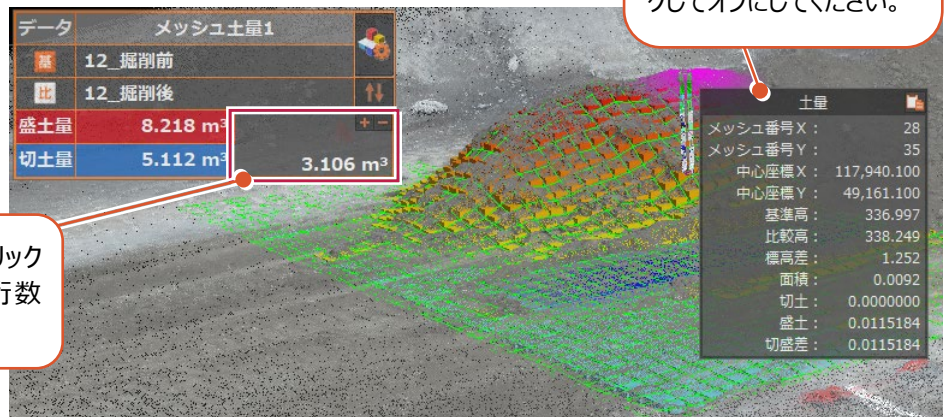 クしてオフにしてください。
データ メッシュ土量1
基 12_掘削前
比 12_掘削後
盛土量 8.218 m³
切土量 5.112 m³
+ -
3.106 m³
リック
桁数
土量
メッシュ番号X： 28
メッシュ番号Y： 35
中心座標X： 117,940.100
中心座標Y： 49,161.100
基準高： 336.997
比較高： 338.249
標高差： 1.252
面積： 0.0092
切土： 0.0000000
盛土： 0.0115184
切盛差： 0.0115184